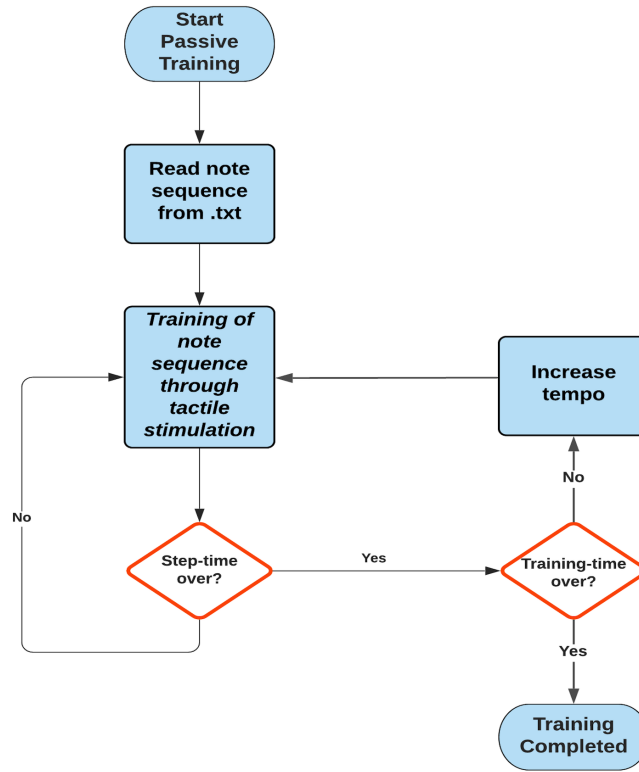 Start
Passive
Training
Read note
sequence
from .txt
Training of
note
sequence
through
tactile
stimulation
Increase
tempo
No
No
Step-time
over?
Yes
Training-time
over?
Yes
Training
Completed